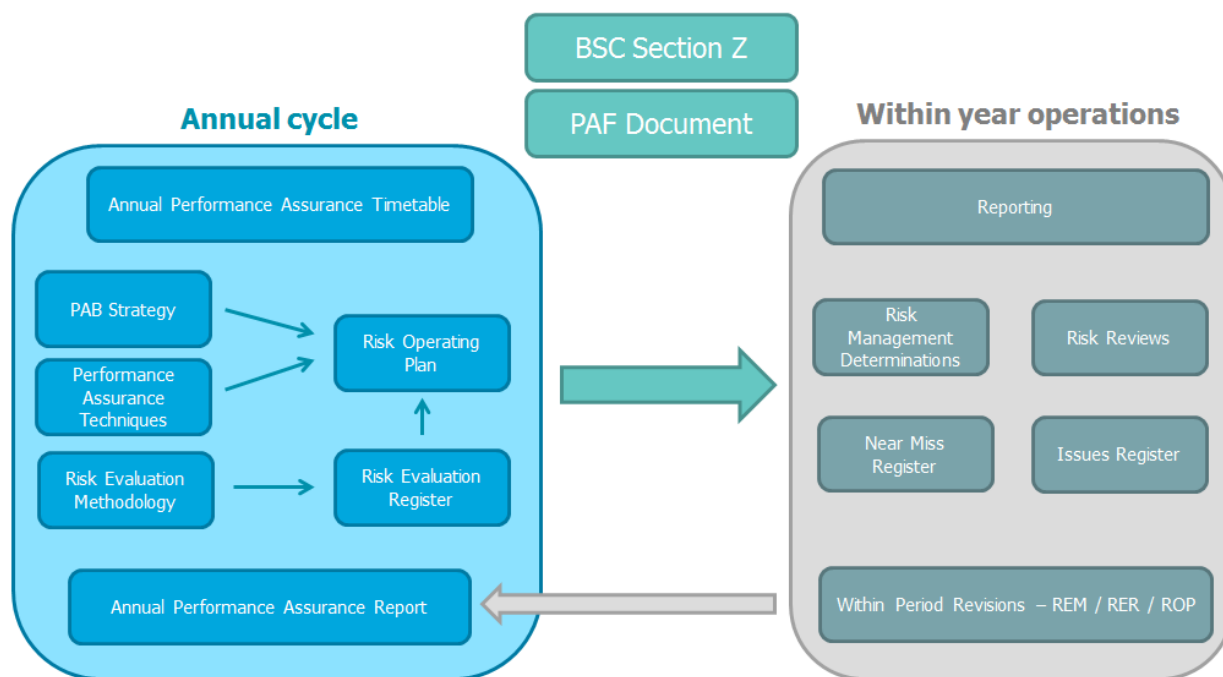 BSC Section Z
PAF Document
Annual cycle
Annual Performance Assurance Timetable
PAB Strategy
Performance
Assurance
Techniques
Risk Operating
Plan
Risk Evaluation
Methodology
Risk Evaluation
Register
Annual Performance Assurance Report
Within year operations
Reporting
Risk
Management
Determinations
Risk Reviews
Near Miss
Register
Issues Register
Within Period Revisions – REM / RER / ROP